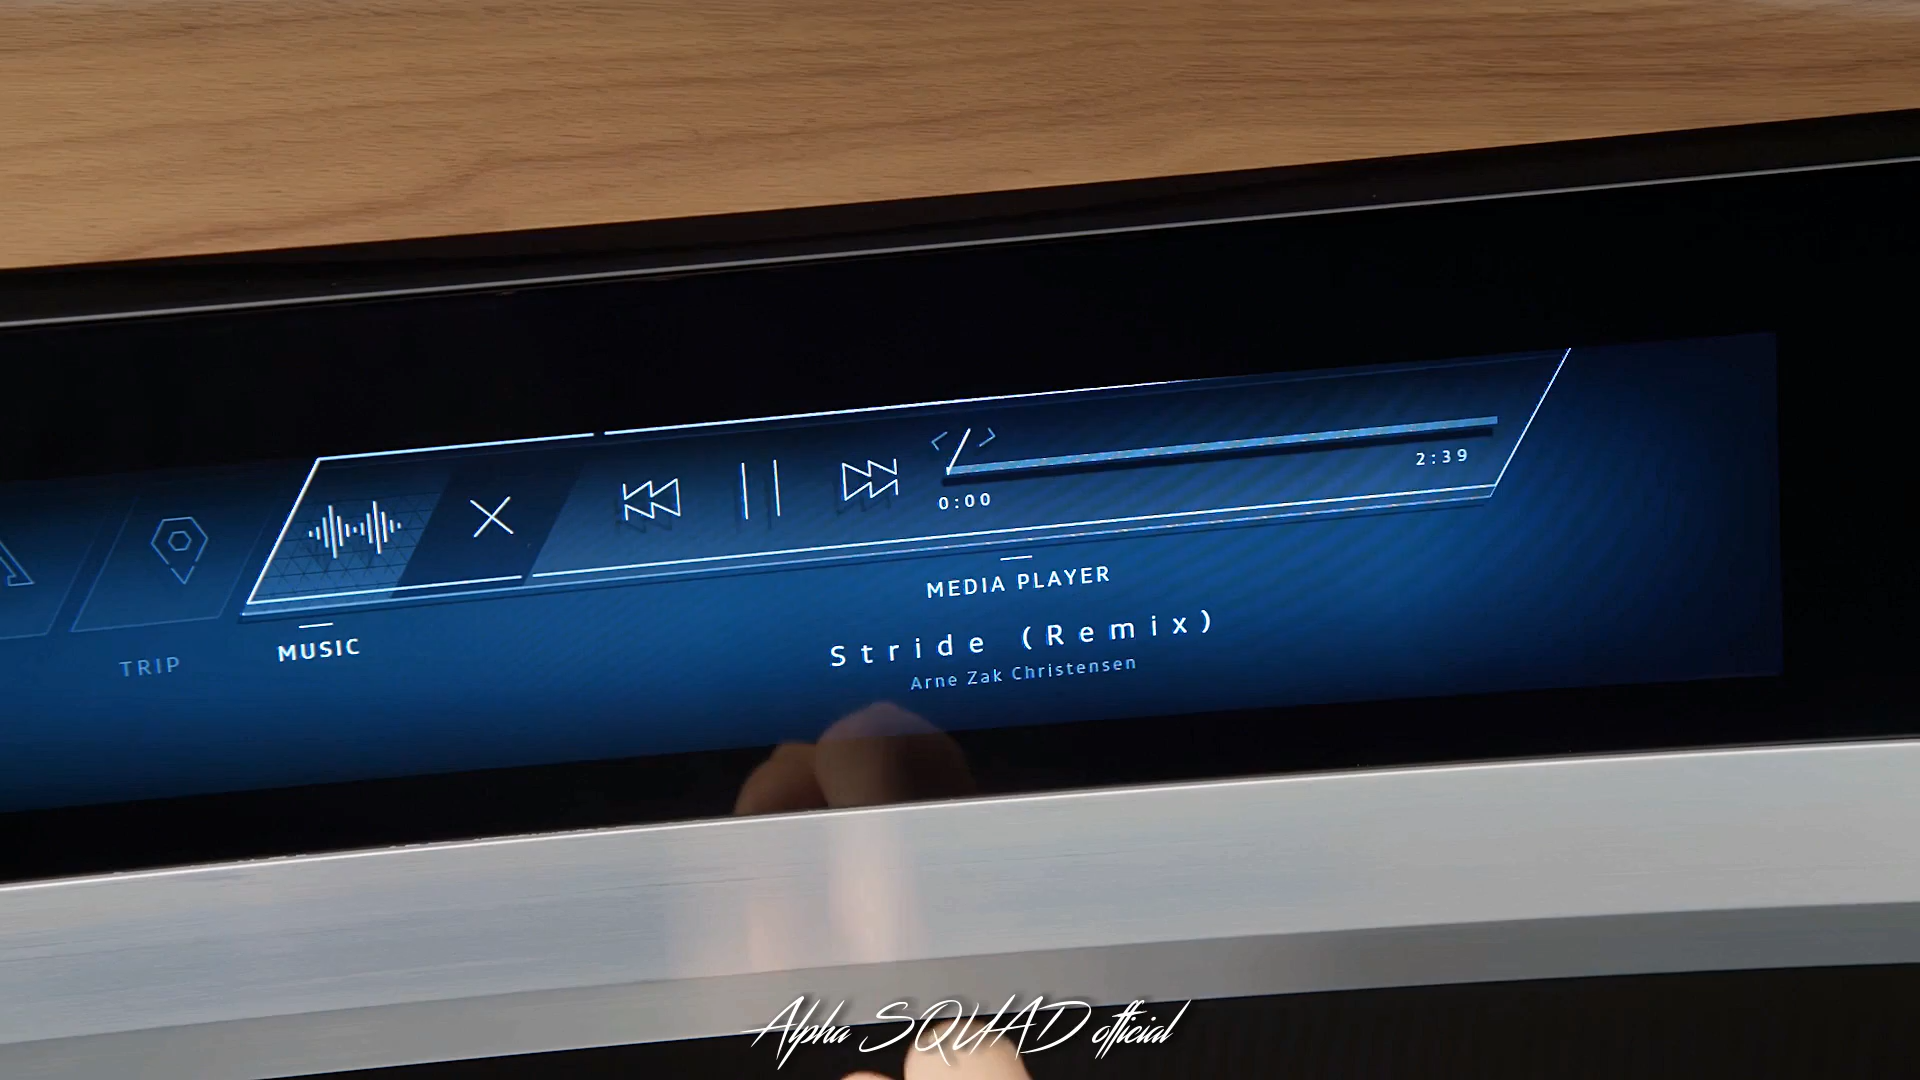 0:00
2:39
MEDIA PLAYER
Stride (Remix)
Arne Zak Christensen
MUSIC
TRIP
Alpha SQUAD official